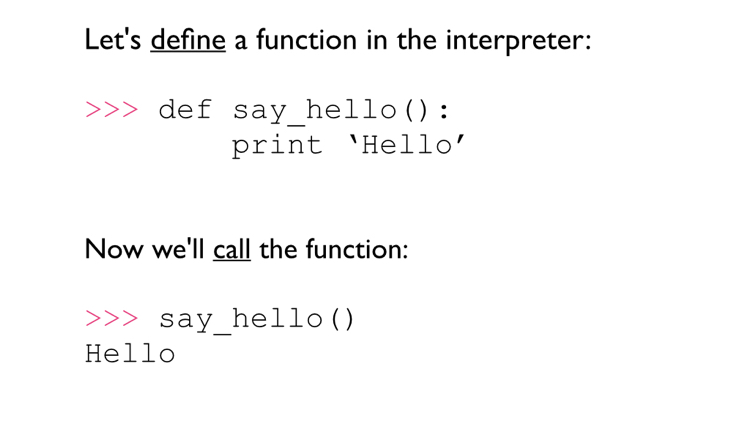 Let's define a function in the interpreter:
>>> def say_hello():
print ‘Hello’
Now we'll call the function:
>>> say_hello()
Hello